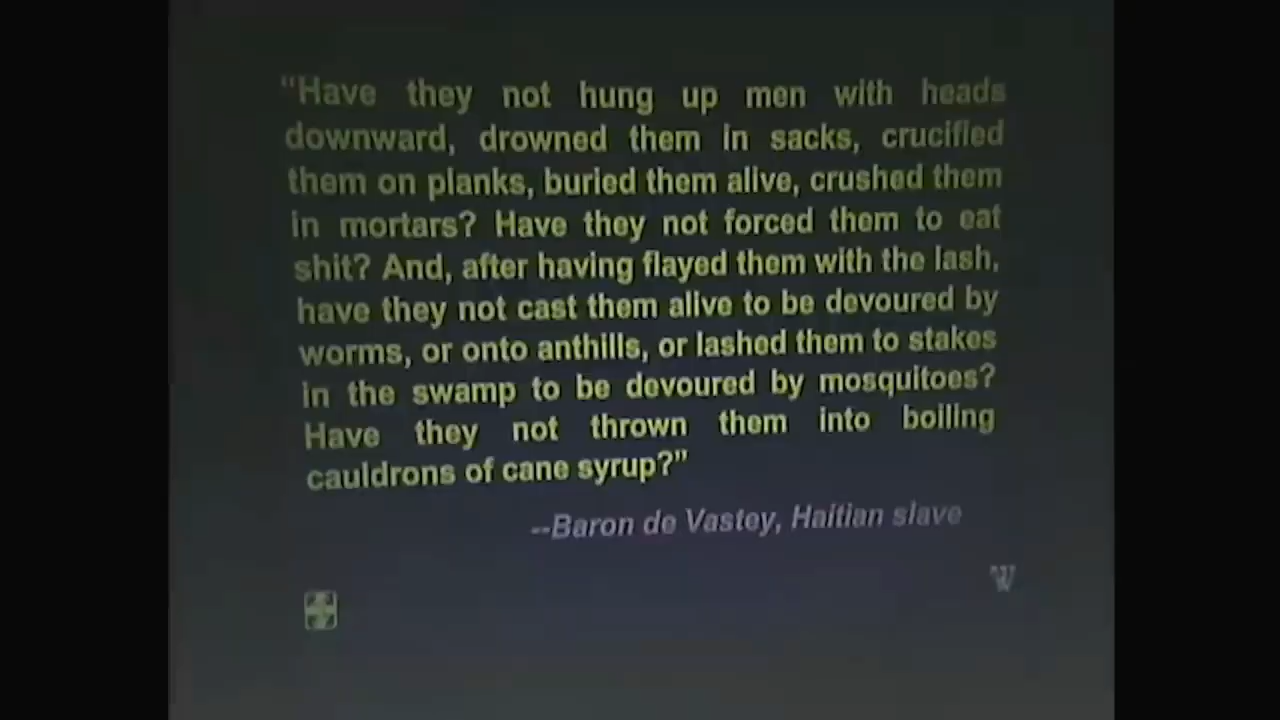 "Have they not hung up men with heads
downward, drowned them in sacks, crucified
them on planks, buried them alive, crushed them
in mortars? Have they not forced them to eat
shit? And, after having flayed them with the lash,
have they not cast them alive to be devoured by
worms, or onto anthills, or lashed them to stakes
in the swamp to be devoured by mosquitoes?
Have they not thrown them into boiling
cauldrons of cane syrup?"
--Baron de Vastey, Haitian slave
W